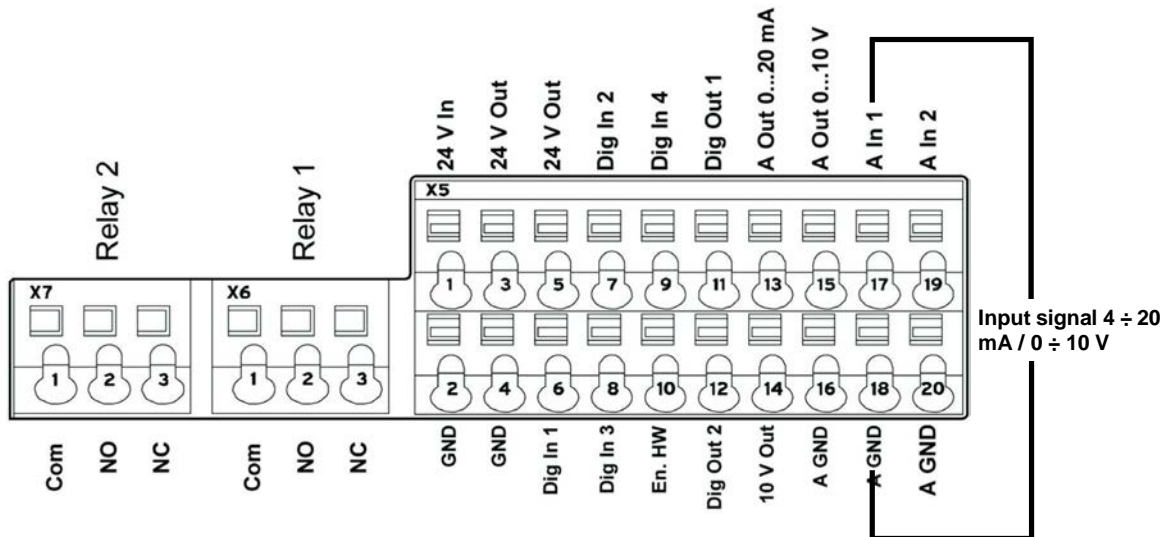 24 V In
24 V Out
24 V Out
Dig In 2
Dig In 4
Dig Out 1
A Out 0...20 mA
A Out 0...10 V
A In 1
A In 2
Relay 2
Relay 1
X5
1
3
5
7
9
11
13
15
17
19
X7
X6
Input signal 4 ÷ 20
mA / 0 ÷ 10 V
1
2
3
1
2
3
2
4
6
8
10
12
14
16
18
20
Com
NO
NC
Com
NO
NC
GND
GND
Dig In 1
Dig In 3
En. HW
Dig Out 2
10 V Out
A GND
A GND
A GND